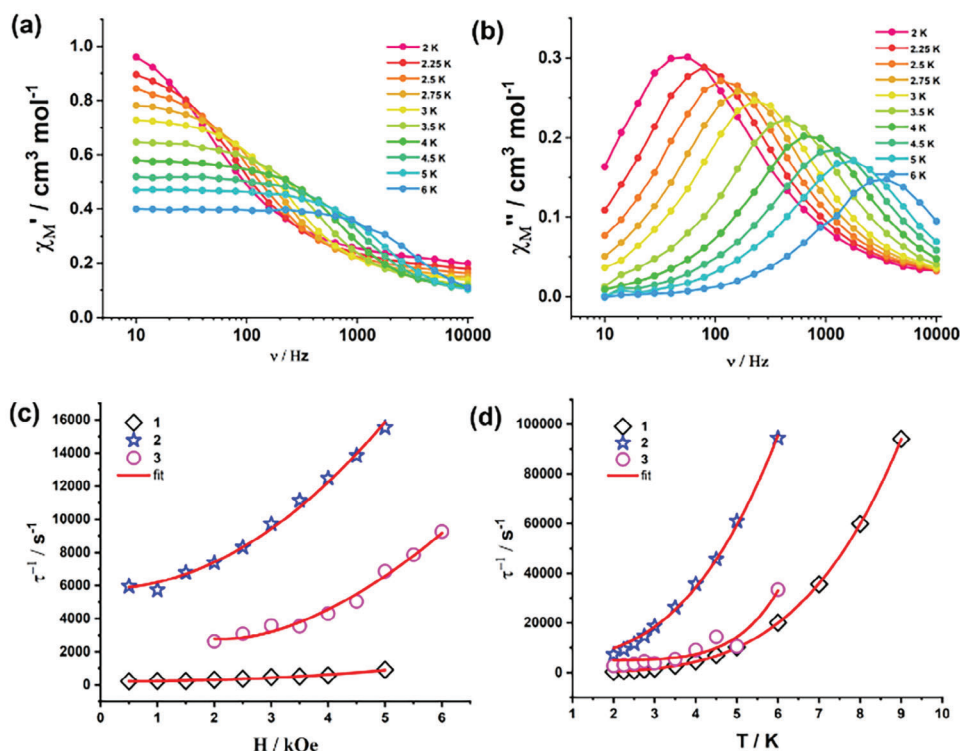 (a)
χM' / cm3 mol-1
1.0
0.8
0.6
0.4
0.2
0.0
2 K
2.25 K
2.5 K
2.75 K
3 K
3.5 K
4 K
4.5 K
5 K
6 K
10
100
1000
10000
ν / Hz
(b)
χM'' / cm3 mol-1
0.3
0.2
0.1
0.0
2 K
2.25 K
2.5 K
2.75 K
3 K
3.5 K
4 K
4.5 K
5 K
6 K
10
100
1000
10000
ν / Hz
(c)
τ-1 / s-1
16000
14000
12000
10000
8000
6000
4000
2000
0
1
2
3
fit
0
1
2
3
4
5
6
H / kOe
(d)
τ-1 / s-1
100000
80000
60000
40000
20000
0
1
2
3
fit
1
2
3
4
5
6
7
8
9
10
T / K